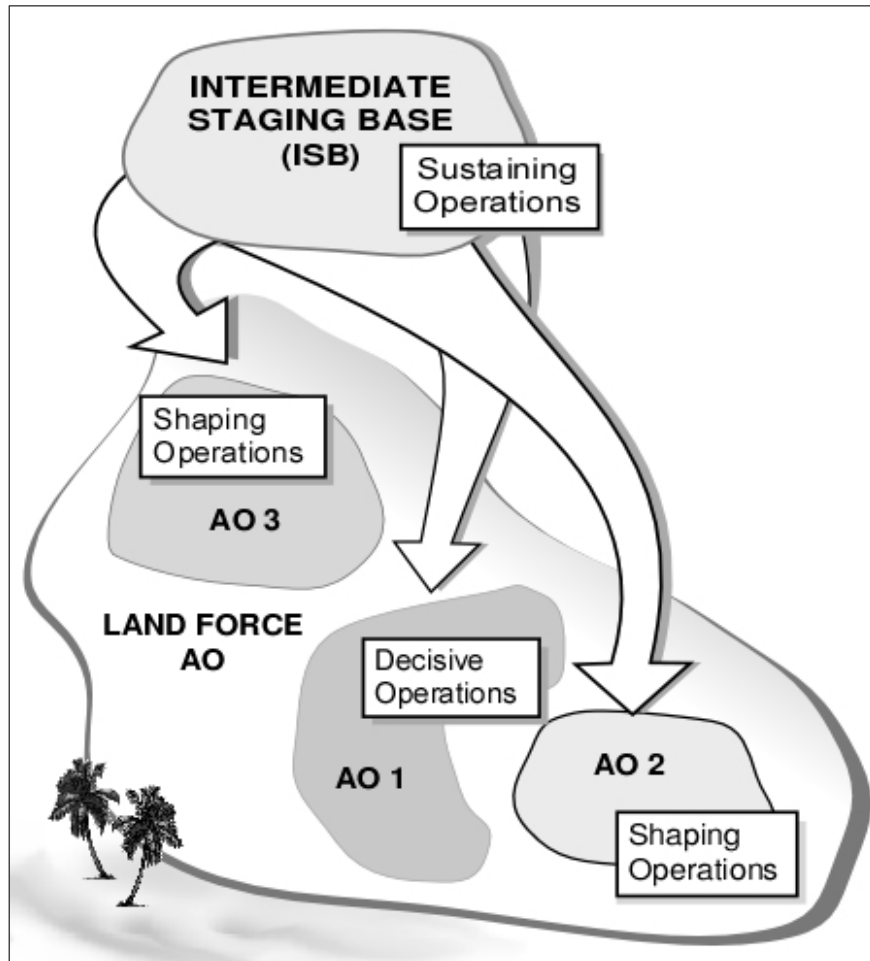 INTERMEDIATE
STAGING BASE
(ISB)
Sustaining
Operations
Shaping
Operations
AO 3
LAND FORCE
AO
Decisive
Operations
AO 1
AO 2
Shaping
Operations